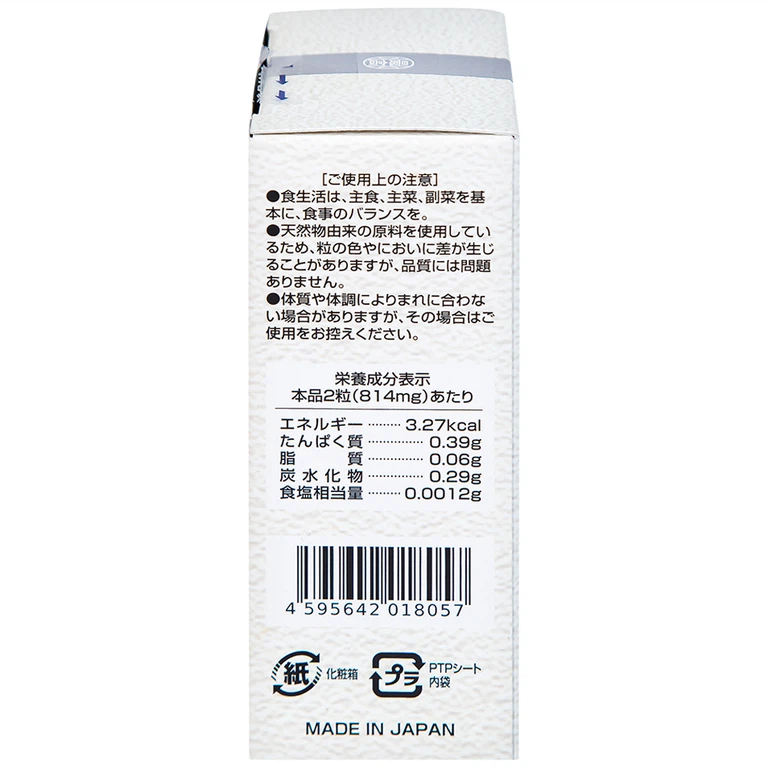 [ご使用上の注意]
●食生活は、主食、主菜、副菜を基
本に、食事のバランスを。
●天然物由来の原料を使用してい
るため、粒の色やにおいに差が生じ
ることがありますが、品質には問題
ありません。
●体質や体調によりまれに合わな
い場合がありますが、その場合はご
使用をお控えください。
栄養成分表示
本品2粒(814mg)あたり
エネルギー ……… 3.27kcal
たんぱく質 ……… 0.39g
脂 質 ……… 0.06g
炭水化物 ……… 0.29g
食塩相当量 ……… 0.0012g
4 595642 018057
紙 化粧箱
プラ PTPシート
内袋
MADE IN JAPAN